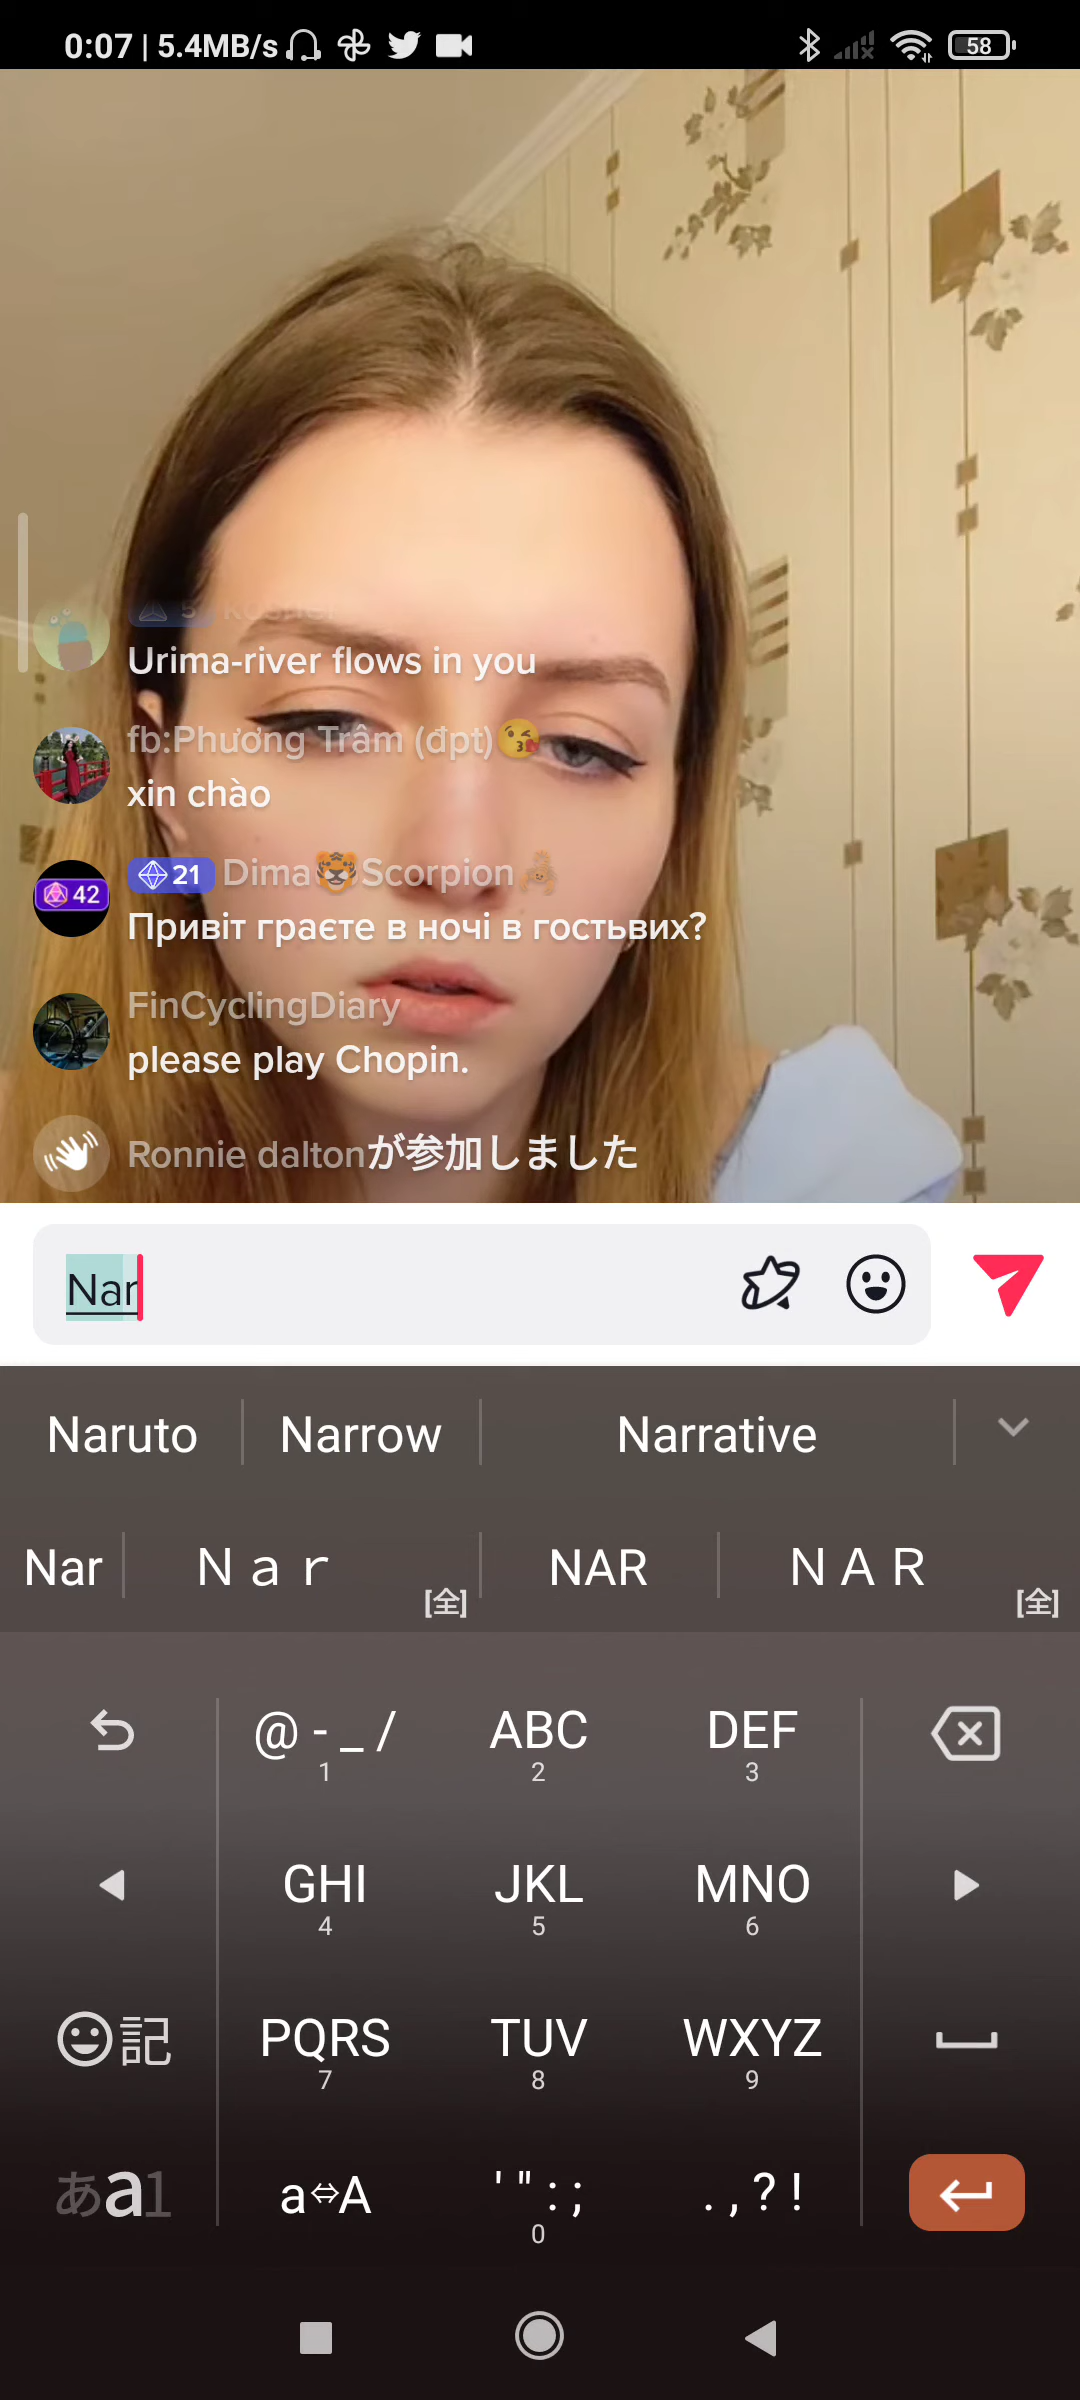 0:07 | 5.4MB/s
58
Urima-river flows in you
fb:Phương Trâm (đpt)😘
xin chào
42
21 Dima🐯Scorpion🦂
Привіт граєте в ночі в гостьвих?
FinCyclingDiary
please play Chopin.
Ronnie daltonが参加しました
Nar
Naruto Narrow Narrative
Nar Ｎａｒ [全] NAR ＮＡＲ [全]
@-_/ ABC DEF
1 2 3
GHI JKL MNO
4 5 6
記 PQRS TUV WXYZ
7 8 9
あa1 a⇔A '":; .,?!
0